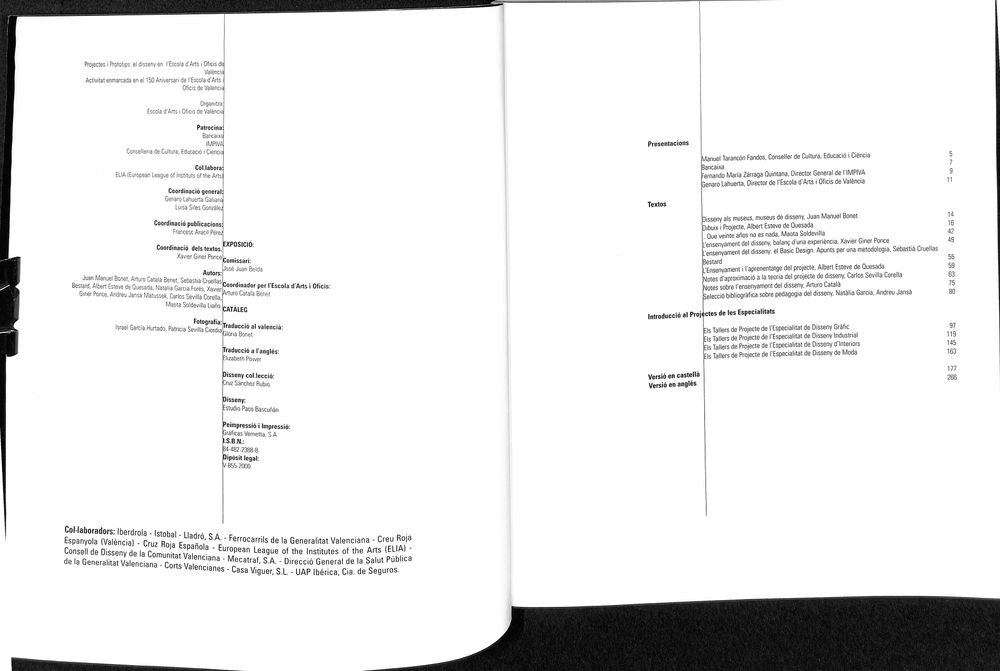 Projectes i Prototips: el disseny en l'Escola d'Arts i Oficis de
València
Activitat enmarcada en el 150 Aniversari de l'Escola d'Arts i
Oficis de Valencia
Organitza:
Escola d'Arts i Oficis de València
Patrocina:
Bancaixa
IMPIVA
Conselleria de Cultura, Educació i Ciència
Col.labora:
ELIA (European League of Instituts of the Arts)
Coordinació general:
Genaro Lahuerta Galiana
Luisa Sites González
Coordinació publicacions:
Francesc Aracil Pérez
Coordinació dels textos.
Xavier Giner Ponce
Autors:
Juan Manuel Bonet, Arturo Català Benet, Sebastià Cruellas
Bestard, Albert Esteve de Quesada, Natalia Garcia Forés, Xavier
Giner Ponce, Andreu Jansa Matussek, Carlos Sévilla Corella,
Maota Soldevilla Liaño
Fotografia:
Israel García Hurtado, Patricia Sevilla Ciordia
EXPOSICIÓ:
Comissari:
José Juan Belda
Coordinador per l'Escola d'Arts i Oficis:
Arturo Català Benet
CATÀLEG
Traducció al valencià:
Gloria Bonet
Traducció a l'anglés:
Elizabeth Power
Disseny col.lecció:
Cruz Sánchez Rubio
Disseny:
Estudio Paco Bascuñán
Peimpressió i Impressió:
Gráficas Vernetta, S.A
I.S.B.N.:
84-482-2388-8
Dipòsit legal:
V-855-2000
Col·laboradors: Iberdrola - Istobal - Lladró, S.A. - Ferrocarrils de la Generalitat Valenciana - Creu Roja
Espanyola (València) - Cruz Roja Española - European League of the Institutes of the Arts (ELIA) -
Consell de Disseny de la Comunitat Valenciana - Mecatraf, S.A. - Direcció General de la Salut Pública
de la Generalitat Valenciana - Corts Valencianes - Casa Viguer, S.L. - UAP Ibérica, Cia. de Seguros.
Presentacions
Manuel Tarancón Fandos, Conseller de Cultura, Educació i Ciència 5
Bancaixa 7
Fernando María Zárraga Quintana, Director General de l'IMPIVA 9
Genaro Lahuerta, Director de l'Escola d'Arts i Oficis de València 11
Textos
Disseny als museus, museus de disseny, Juan Manuel Bonet 14
Dibuix i Projecte, Albert Esteve de Quesada 16
...Que veinte años no es nada, Maota Soldevilla 42
L'ensenyament del disseny, balanç d'una experiència, Xavier Giner Ponce 49
L'ensenyament del disseny: el Basic Design. Apunts per una metodologia, Sebastià Cruellas
Bestard 55
L'Ensenyament i l'aprenentatge del projecte, Albert Esteve de Quesada 59
Notes d'aproximació a la teoria del projecte de disseny, Carlos Sevilla Corella 63
Notes sobre l'ensenyament del disseny, Arturo Català 75
Selecció bibliogràfica sobre pedagogia del disseny, Natàlia Garcia, Andreu Jansà 80
Introducció al Projectes de les Especialitats
Els Tallers de Projecte de l'Especialitat de Disseny Gràfic 97
Els Tallers de Projecte de l'Especialitat de Disseny Industrial 119
Els Tallers de Projecte de l'Especialitat de Disseny d'Interiors 145
Els Tallers de Projecte de l'Especialitat de Disseny de Moda 163
Versió en castellà 177
Versió en anglés 266